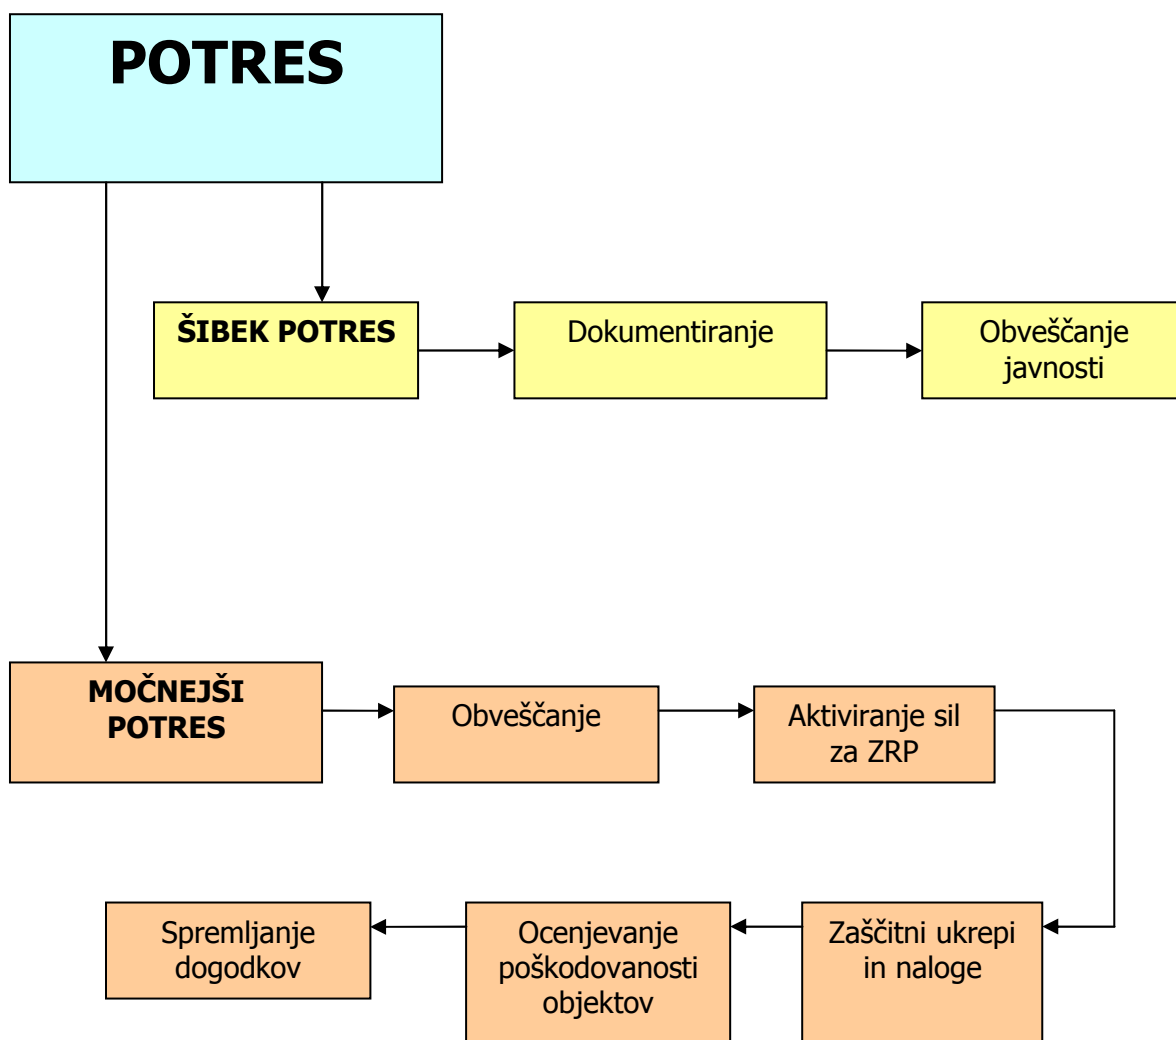 POTRES
ŠIBEK POTRES
Dokumentiranje
Obveščanje
javnosti
MOČNEJŠI
POTRES
Obveščanje
Aktiviranje sil
za ZRP
Spremljanje
dogodkov
Ocenjevanje
poškodovanosti
objektov
Zaščitni ukrepi
in naloge